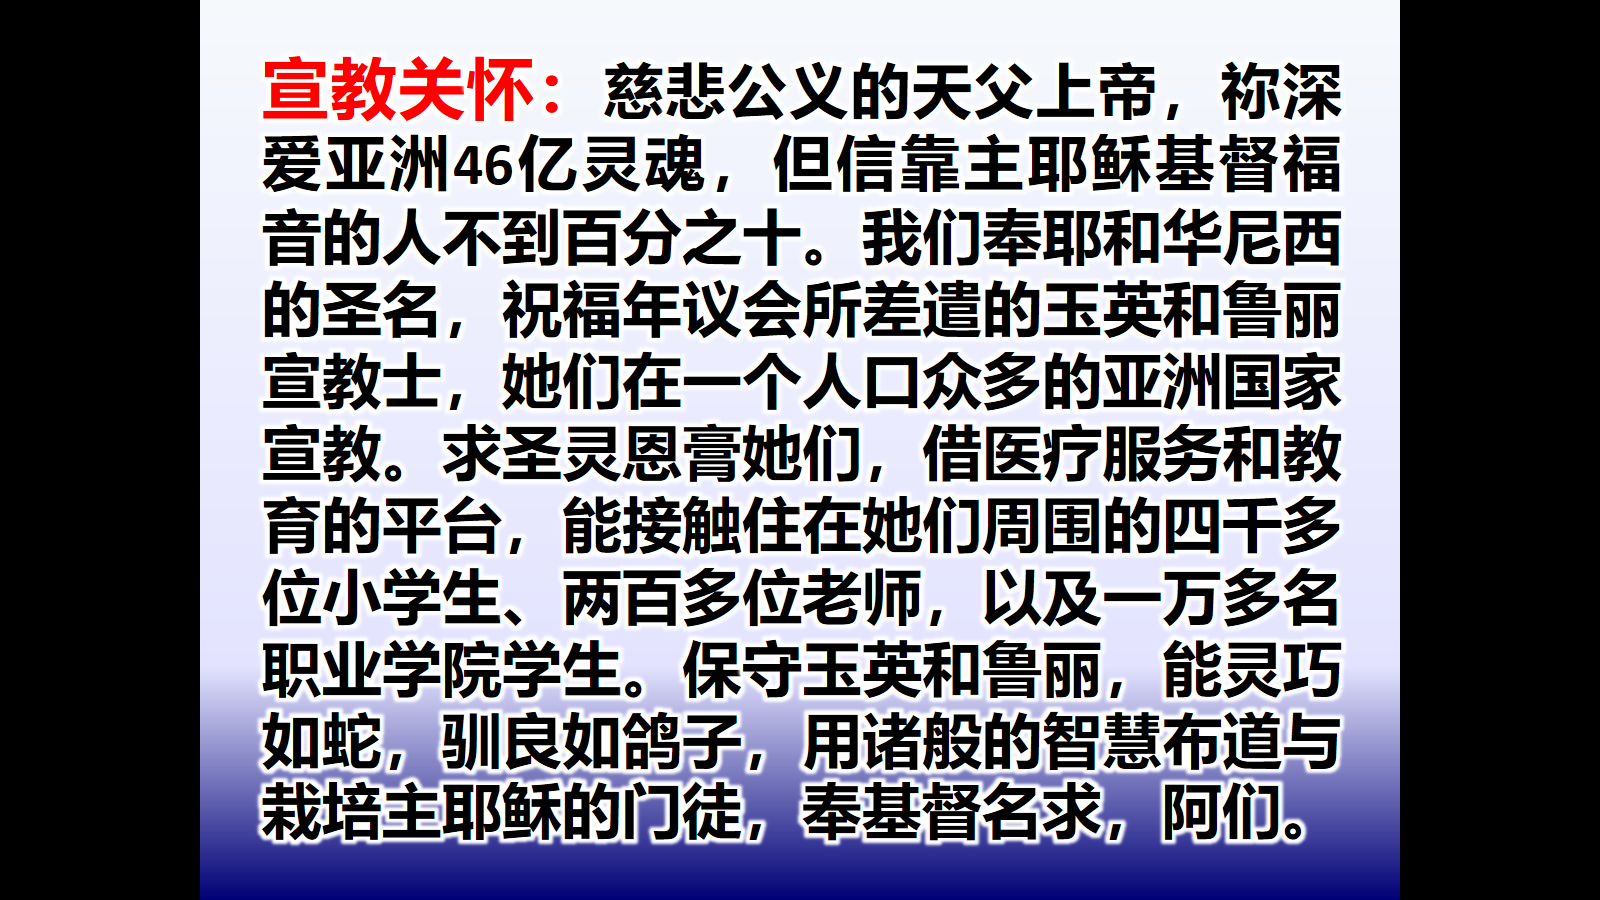 宣教关怀：慈悲公义的天父上帝，祢深
爱亚洲46亿灵魂，但信靠主耶稣基督福
音的人不到百分之十。我们奉耶和华尼西
的圣名，祝福年议会所差遣的玉英和鲁丽
宣教士，她们在一个人口众多的亚洲国家
宣教。求圣灵恩膏她们，借医疗服务和教
育的平台，能接触住在她们周围的四千多
位小学生、两百多位老师，以及一万多名
职业学院学生。保守玉英和鲁丽，能灵巧
如蛇，驯良如鸽子，用诸般的智慧布道与
栽培主耶稣的门徒，奉基督名求，阿们。